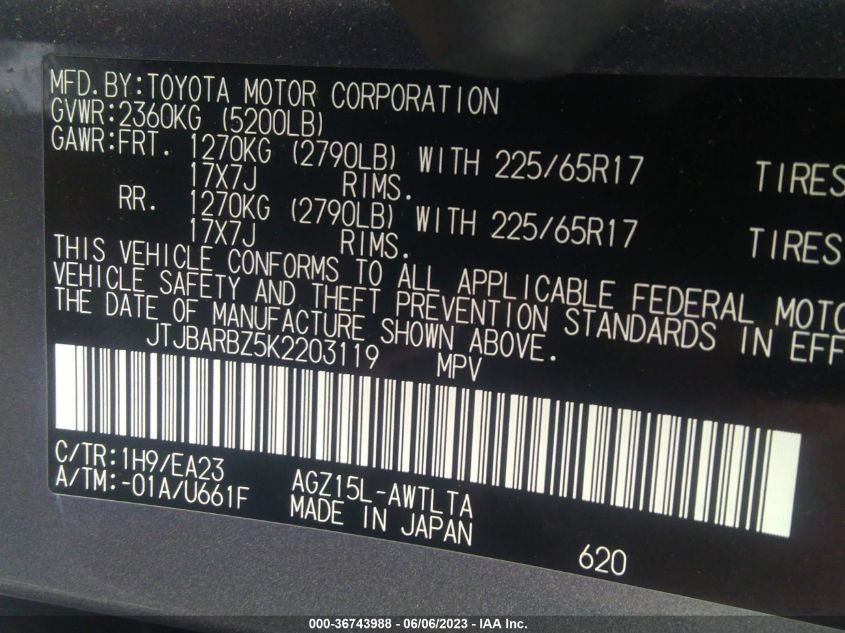 MFD.BY:TOYOTA MOTOR CORPORATION
GVWR:2360KG (5200LB)
GAWR:FRT. 1270KG (2790LB) WITH 225/65R17 TIRES
17X7J RIMS.
RR. 1270KG (2790LB) WITH 225/65R17 TIRES
17X7J RIMS.
THIS VEHICLE CONFORMS TO ALL APPLICABLE FEDERAL MOTO
VEHICLE SAFETY AND THEFT PREVENTION STANDARDS IN EFF
THE DATE OF MANUFACTURE SHOWN ABOVE.
JTJBARBZ5K2203119 MPV
C/TR:1H9/EA23
A/TM:-01A/U661F
AGZ15L-AWTLTA
MADE IN JAPAN
620
000-36743988 - 06/06/2023 - IAA Inc.